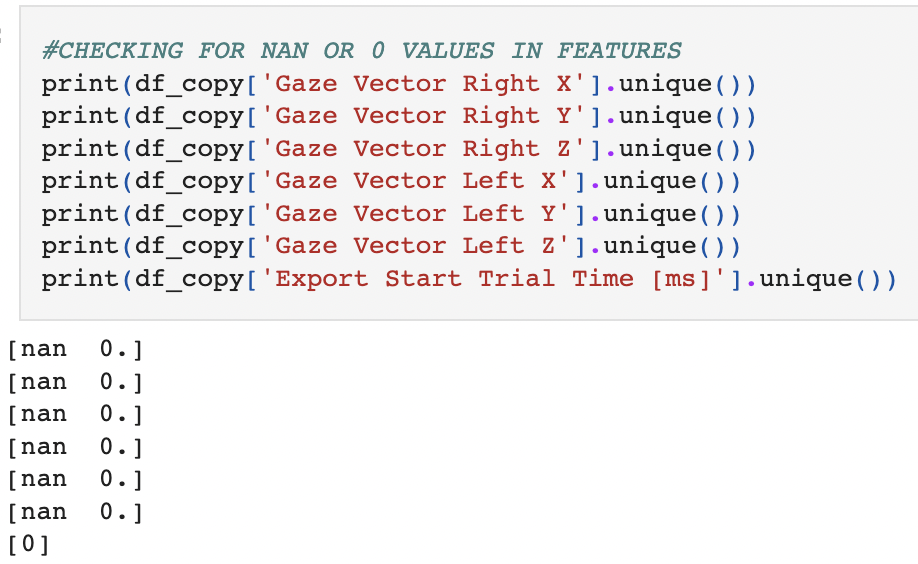 #CHECKING FOR NAN OR 0 VALUES IN FEATURES
print(df_copy['Gaze Vector Right X'].unique())
print(df_copy['Gaze Vector Right Y'].unique())
print(df_copy['Gaze Vector Right Z'].unique())
print(df_copy['Gaze Vector Left X'].unique())
print(df_copy['Gaze Vector Left Y'].unique())
print(df_copy['Gaze Vector Left Z'].unique())
print(df_copy['Export Start Trial Time [ms]'].unique())
[nan  0.]
[nan  0.]
[nan  0.]
[nan  0.]
[nan  0.]
[nan  0.]
[0]